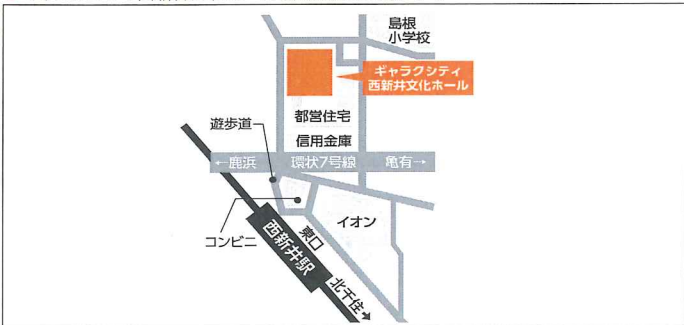 島根
小学校
ギャラクシティ
西新井文化ホール
都営住宅
遊歩道
信用金庫
←鹿浜
環状7号線
亀有→
イオン
東口
コンビニ
西新井駅
北千住